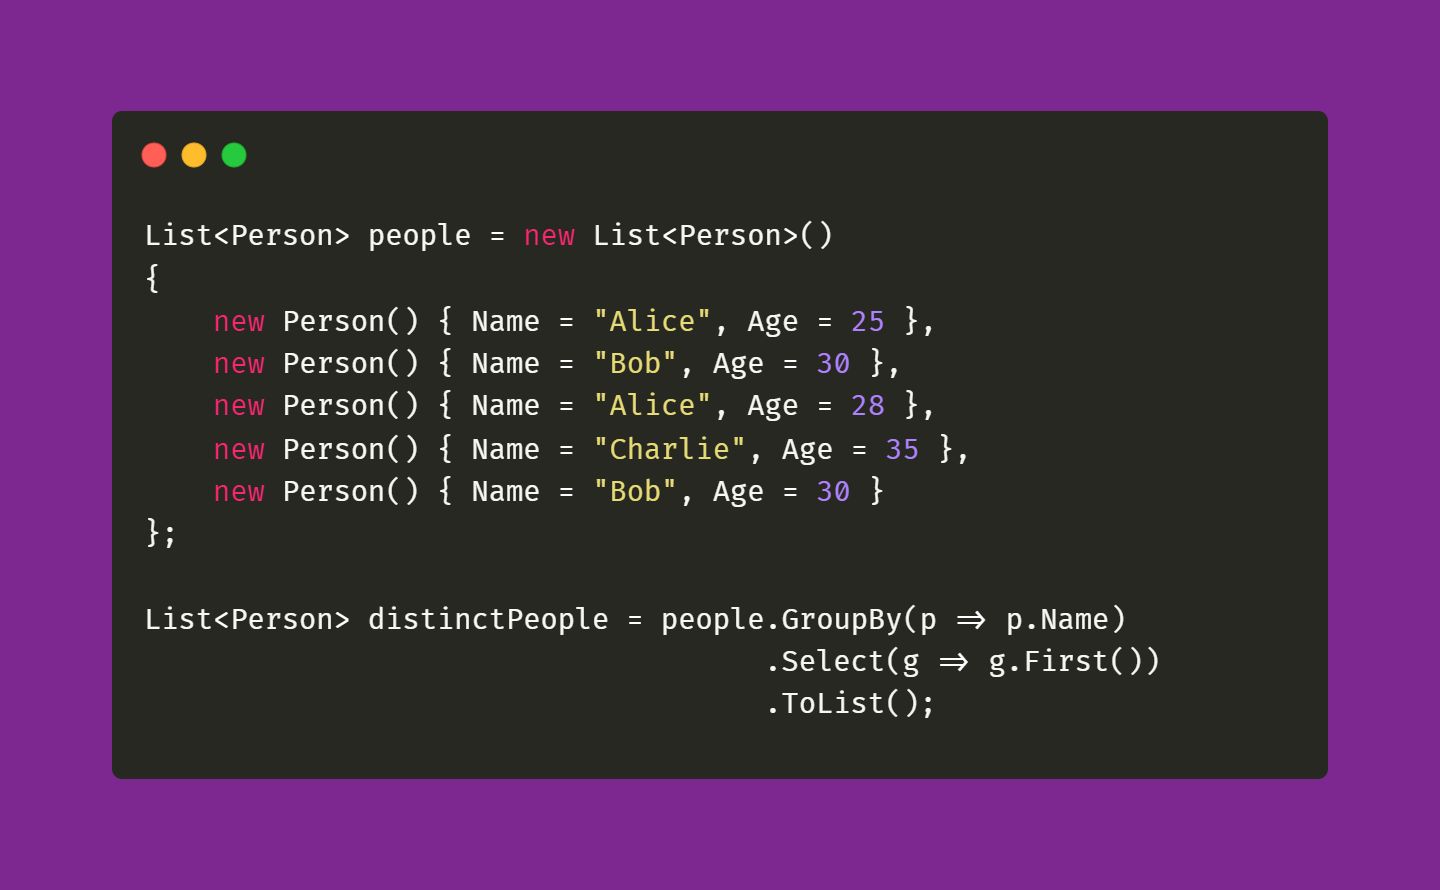 List<Person> people = new List<Person>()
{
    new Person() { Name = "Alice", Age = 25 },
    new Person() { Name = "Bob", Age = 30 },
    new Person() { Name = "Alice", Age = 28 },
    new Person() { Name = "Charlie", Age = 35 },
    new Person() { Name = "Bob", Age = 30 }
};

List<Person> distinctPeople = people.GroupBy(p => p.Name)
                                    .Select(g => g.First())
                                    .ToList();